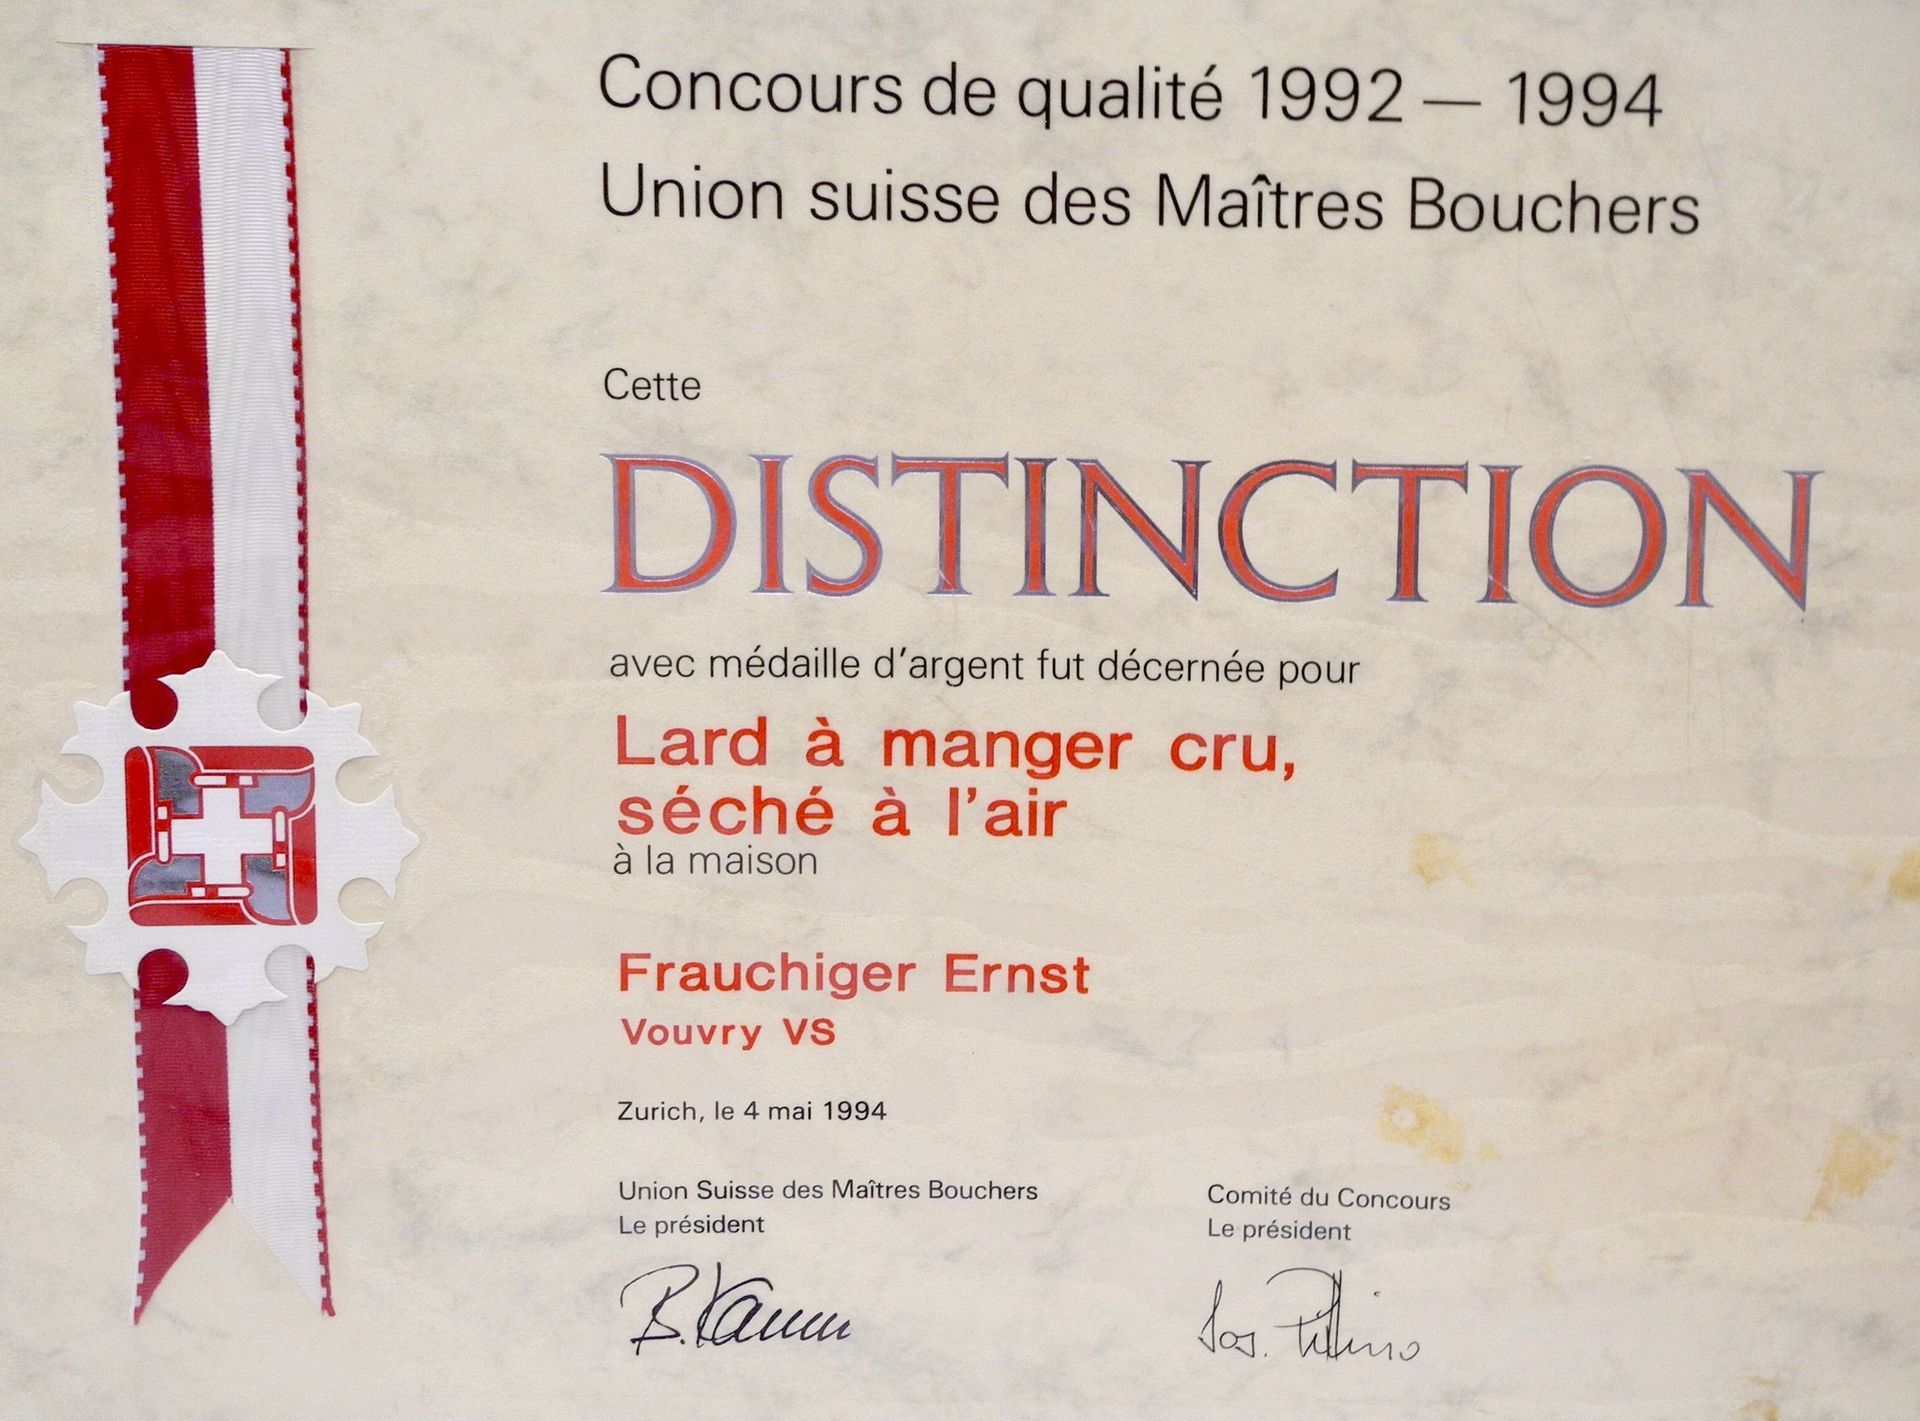 Concours de qualité 1992 — 1994
Union suisse des Maîtres Bouchers
Cette
DISTINCTION
avec médaille d'argent fut décernée pour
Lard à manger cru,
séché à l'air
à la maison
Frauchiger Ernst
Vouvry VS
Zurich, le 4 mai 1994
Union Suisse des Maîtres Bouchers
Le président
Comité du Concours
Le président
B.
Jos.